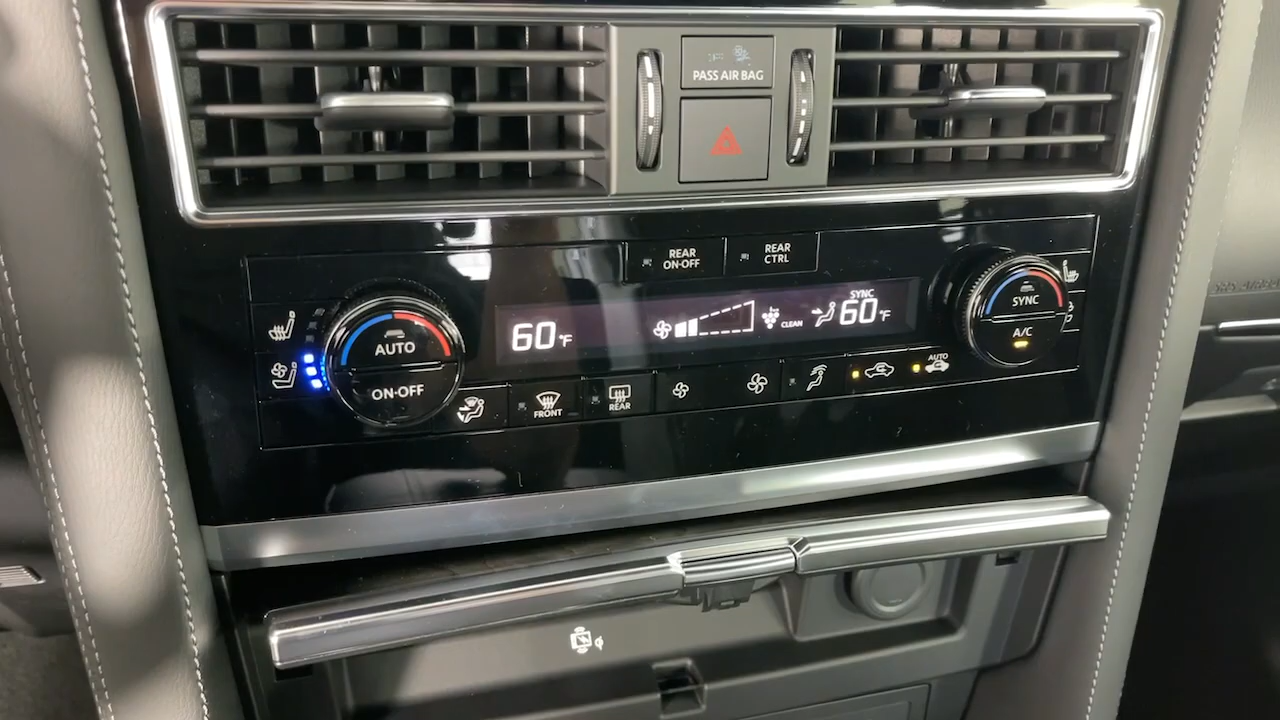 PASS AIR BAG
REAR
ON·OFF
REAR
CTRL
AUTO
ON·OFF
60°F
CLEAN
SYNC
60°F
SYNC
A/C
FRONT
REAR
AUTO